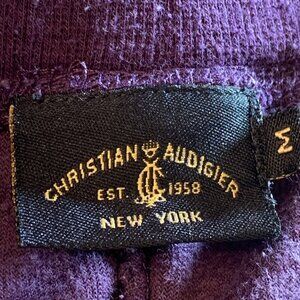 CHRISTIAN AUDIGIER
EST. 1958
NEW YORK
M